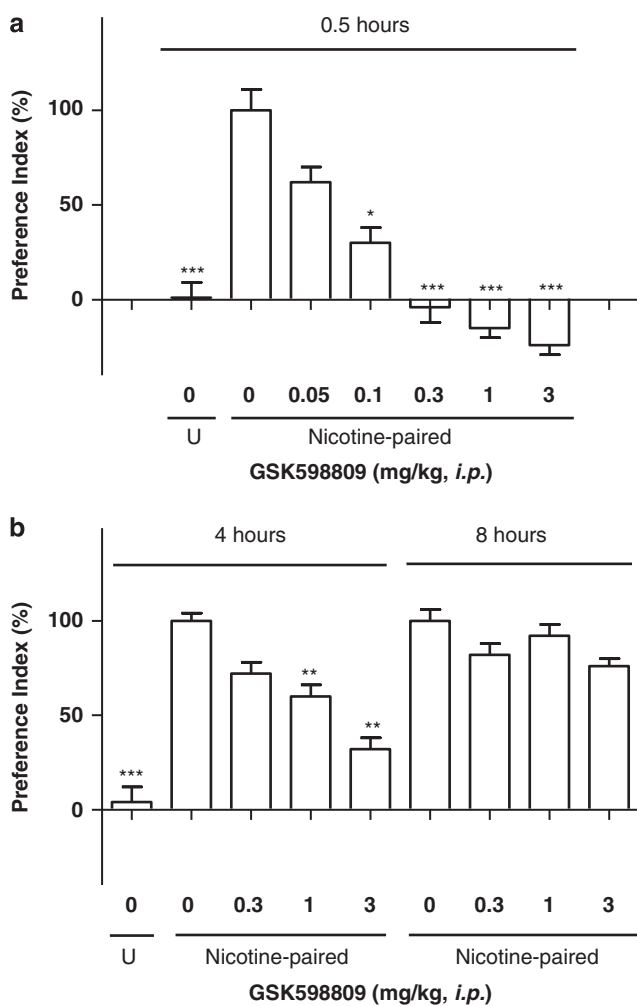 a
0.5 hours
Preference Index (%)
100
50
0
***
*
***
***
***
0 0 0.05 0.1 0.3 1 3
U Nicotine-paired
GSK598809 (mg/kg, i.p.)
b
4 hours 8 hours
Preference Index (%)
100
50
0
***
**
**
0 0 0.3 1 3 0 0.3 1 3
U Nicotine-paired Nicotine-paired
GSK598809 (mg/kg, i.p.)